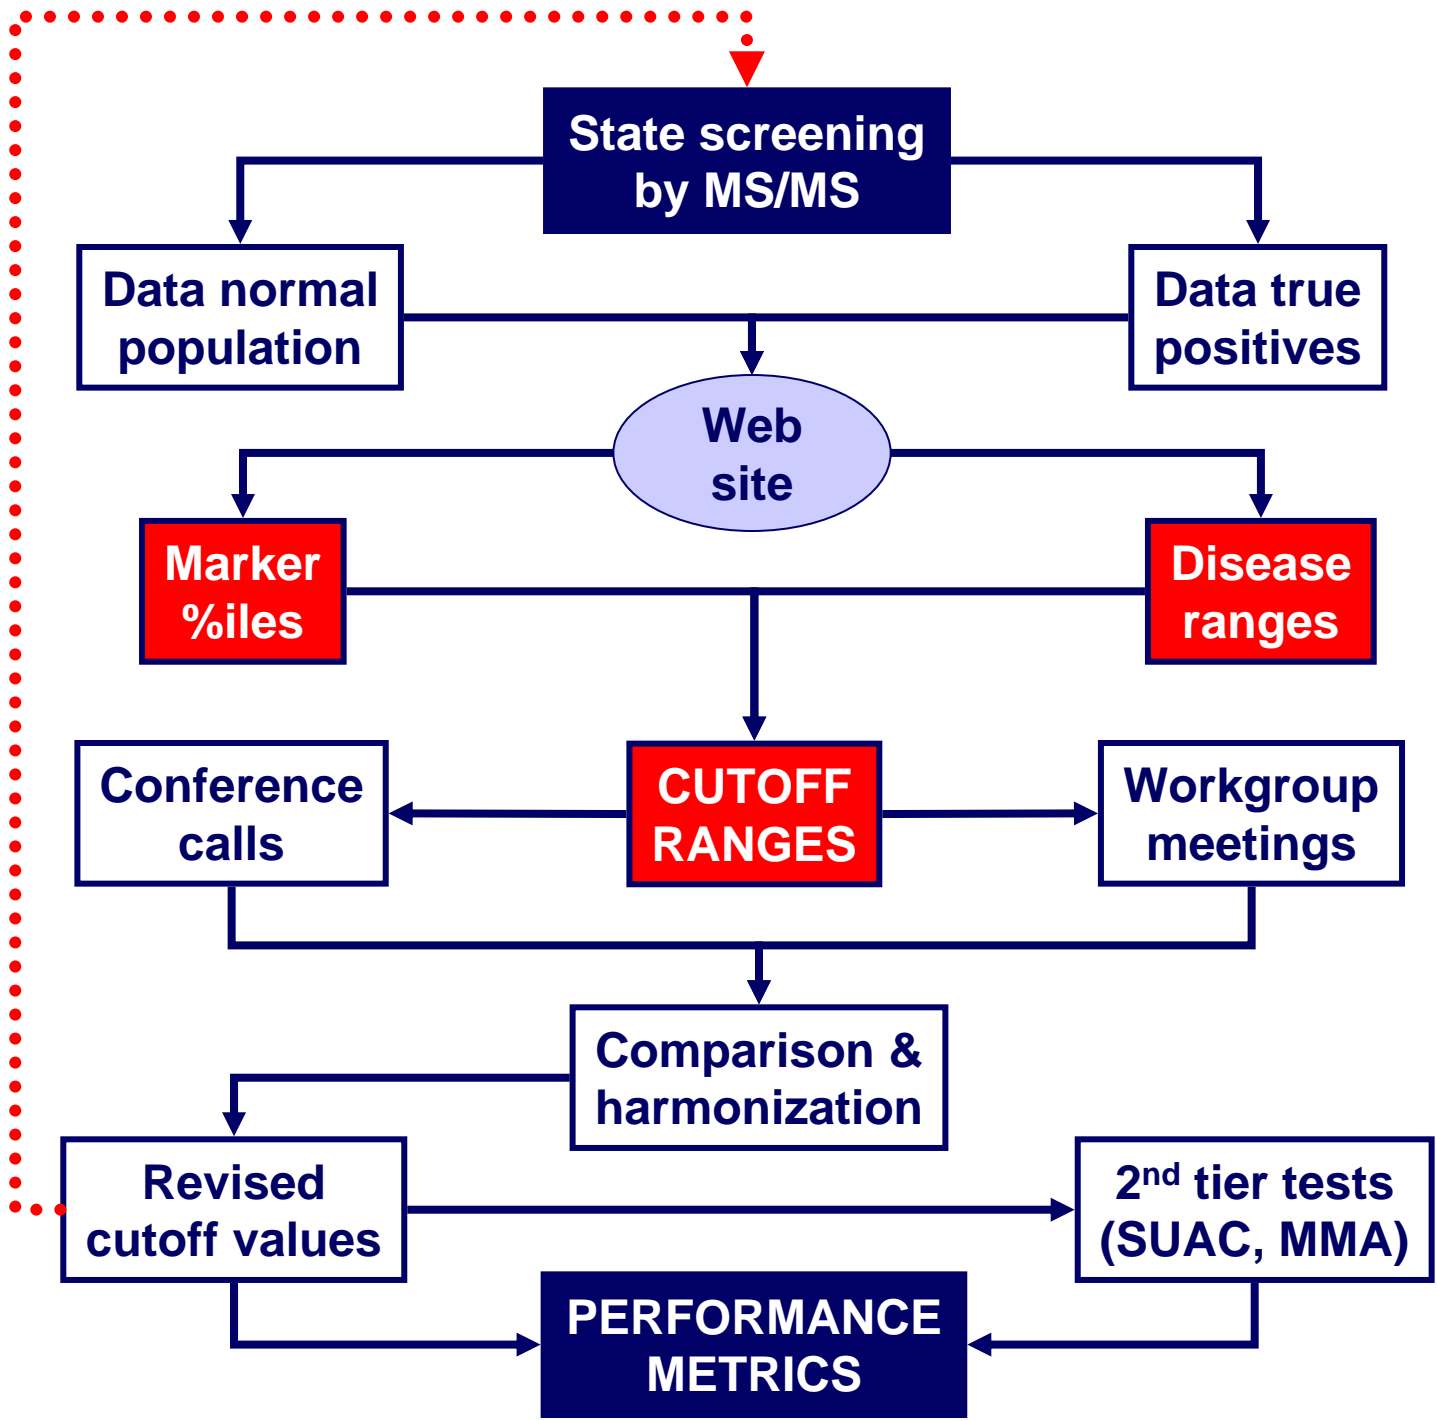 State screening
by MS/MS
Data normal
population
Data true
positives
Web
site
Marker
%iles
Disease
ranges
Conference
calls
CUTOFF
RANGES
Workgroup
meetings
Comparison &
harmonization
Revised
cutoff values
2nd tier tests
(SUAC, MMA)
PERFORMANCE
METRICS